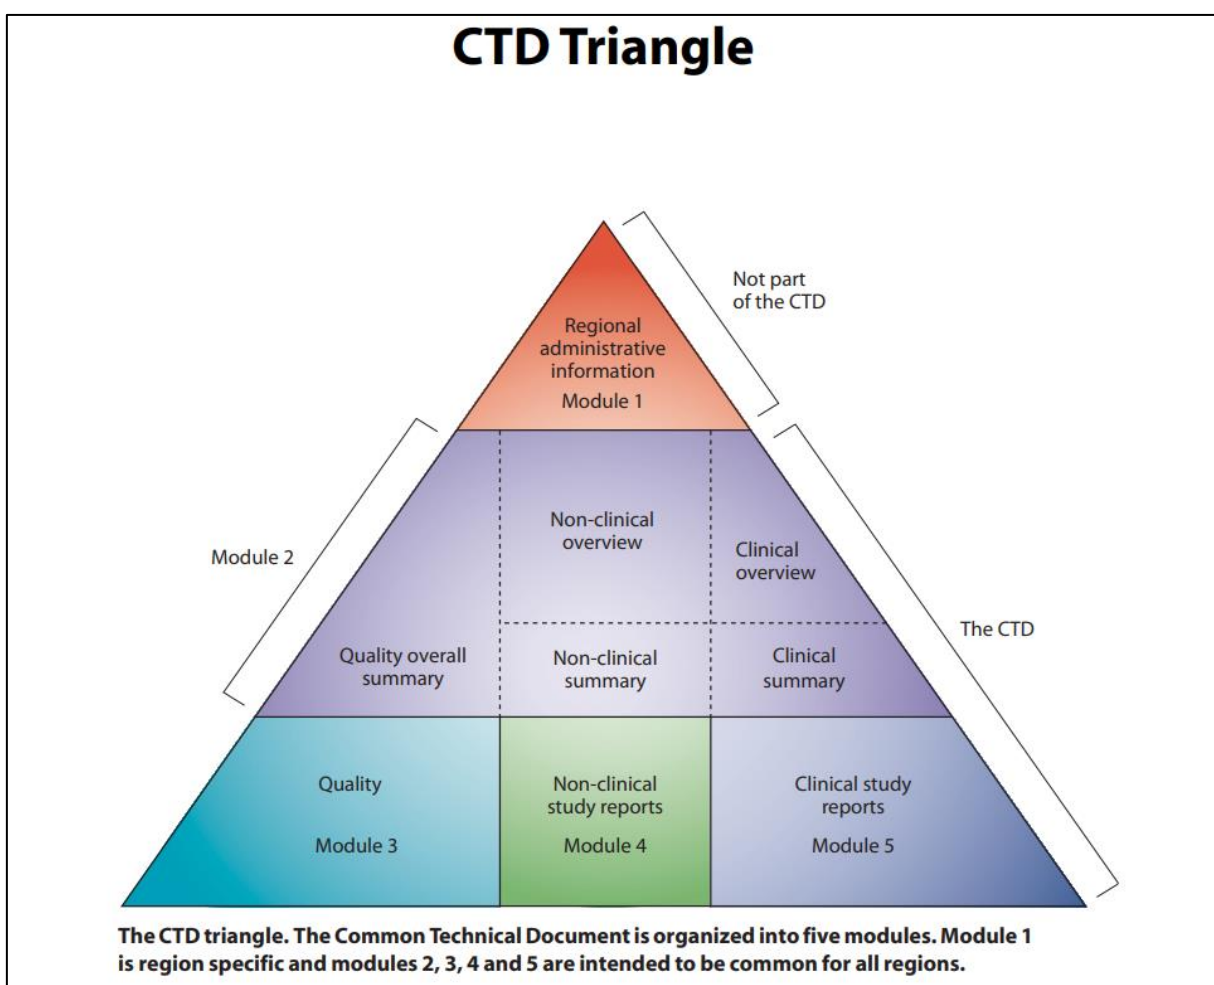 CTD Triangle
Not part
of the CTD
Regional
administrative
information
Module 1
Module 2
Non-clinical
overview
Clinical
overview
The CTD
Quality overall
summary
Non-clinical
summary
Clinical
summary
Quality
Module 3
Non-clinical
study reports
Module 4
Clinical study
reports
Module 5
The CTD triangle. The Common Technical Document is organized into five modules. Module 1
is region specific and modules 2, 3, 4 and 5 are intended to be common for all regions.